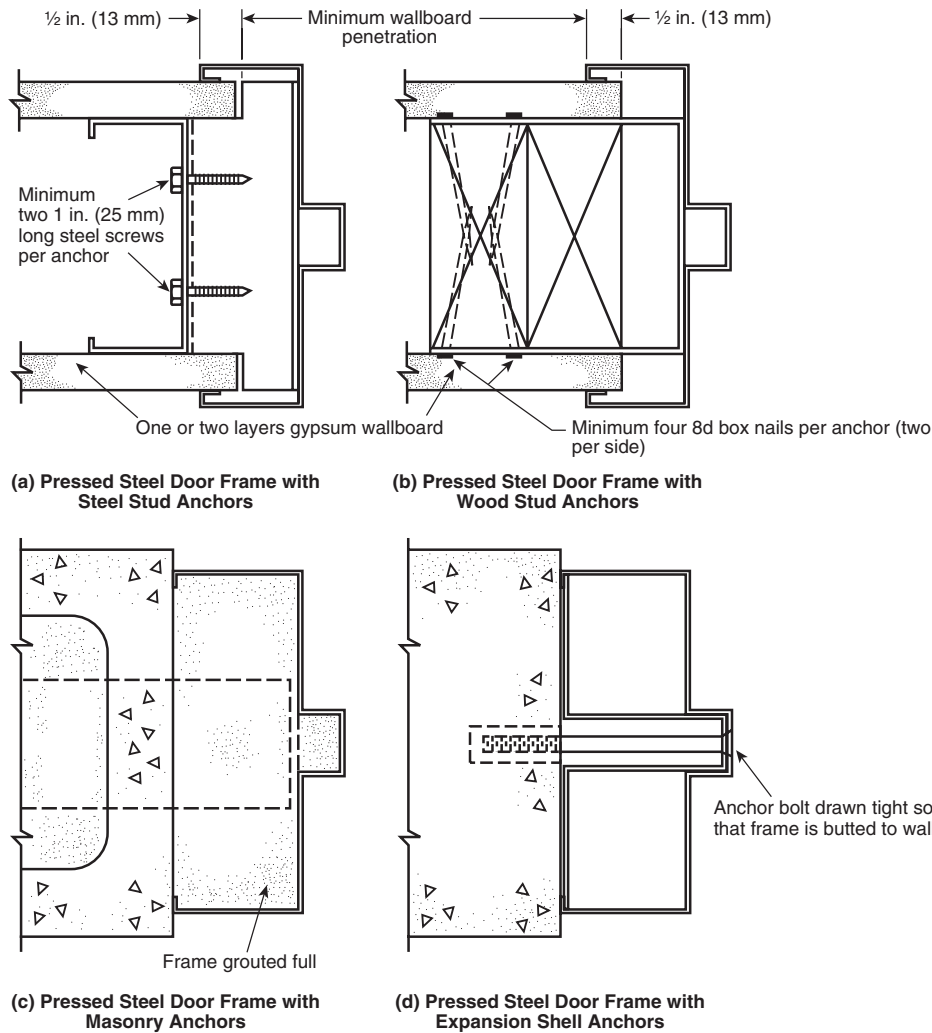 ½ in. (13 mm)
Minimum wallboard
penetration
½ in. (13 mm)
Minimum
two 1 in. (25 mm)
long steel screws
per anchor
One or two layers gypsum wallboard
Minimum four 8d box nails per anchor (two
per side)
(a) Pressed Steel Door Frame with
Steel Stud Anchors
(b) Pressed Steel Door Frame with
Wood Stud Anchors
Anchor bolt drawn tight so
that frame is butted to wal
Frame grouted full
(c) Pressed Steel Door Frame with
Masonry Anchors
(d) Pressed Steel Door Frame with
Expansion Shell Anchors